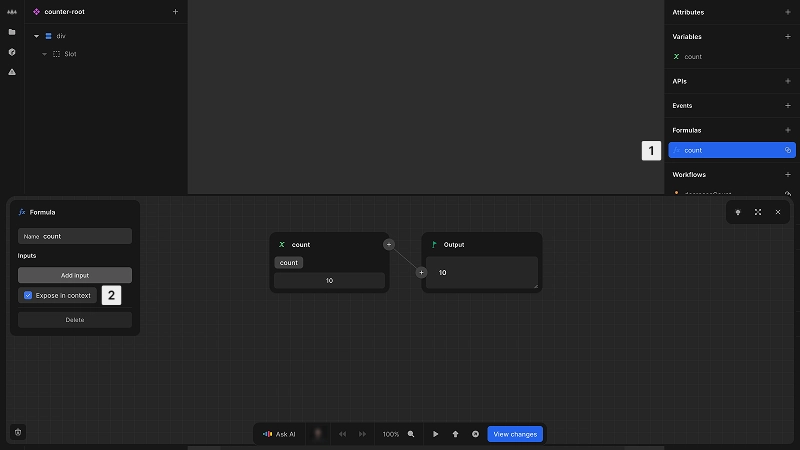 counter-root
div
Slot
Attributes
Variables
count
APIs
Events
Formulas
1
count
Workflows
Formula
Name count
Inputs
Add input
Expose in context
2
Delete
count
count
10
Output
10
Ask AI
100%
View changes